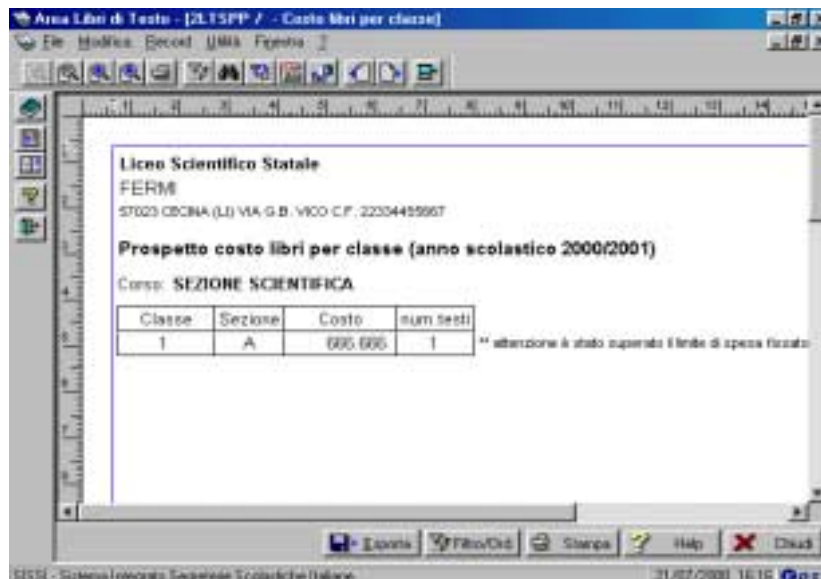 Area Libri di Testo - [2LTSPP / - Costo libri per classe]
File Modifica Record Utilità Finestra ?
Liceo Scientifico Statale
FERMI
57023 CECINA (LI) VIA G.B. VICO C.F. 22334455667
Prospetto costo libri per classe (anno scolastico 2000/2001)
Corso: SEZIONE SCIENTIFICA
Classe Sezione Costo num.testi
1 A 666.666 1 ** attenzione è stato superato il limite di spesa fissato
Esporta Filtro/Ord Stampa Help Chiudi
SISSI - Sistema Integrato Segreterie Scolastiche Italiane 21/07/2000 16:16